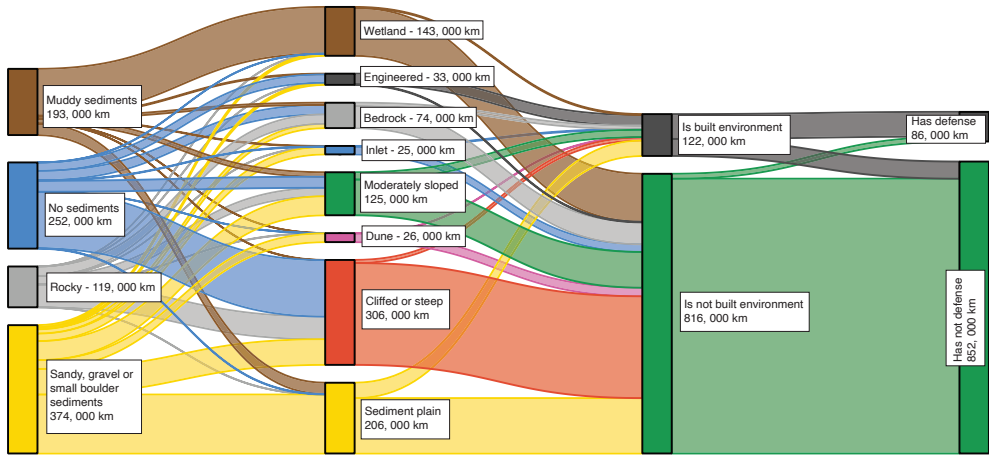 Muddy sediments
193, 000 km
No sediments
252, 000 km
Rocky - 119, 000 km
Sandy, gravel or
small boulder
sediments
374, 000 km
Wetland - 143, 000 km
Engineered - 33, 000 km
Bedrock - 74, 000 km
Inlet - 25, 000 km
Moderately sloped
125, 000 km
Dune - 26, 000 km
Cliffed or steep
306, 000 km
Sediment plain
206, 000 km
Is built environment
122, 000 km
Is not built environment
816, 000 km
Has defense
86, 000 km
Has not defense
852, 000 km